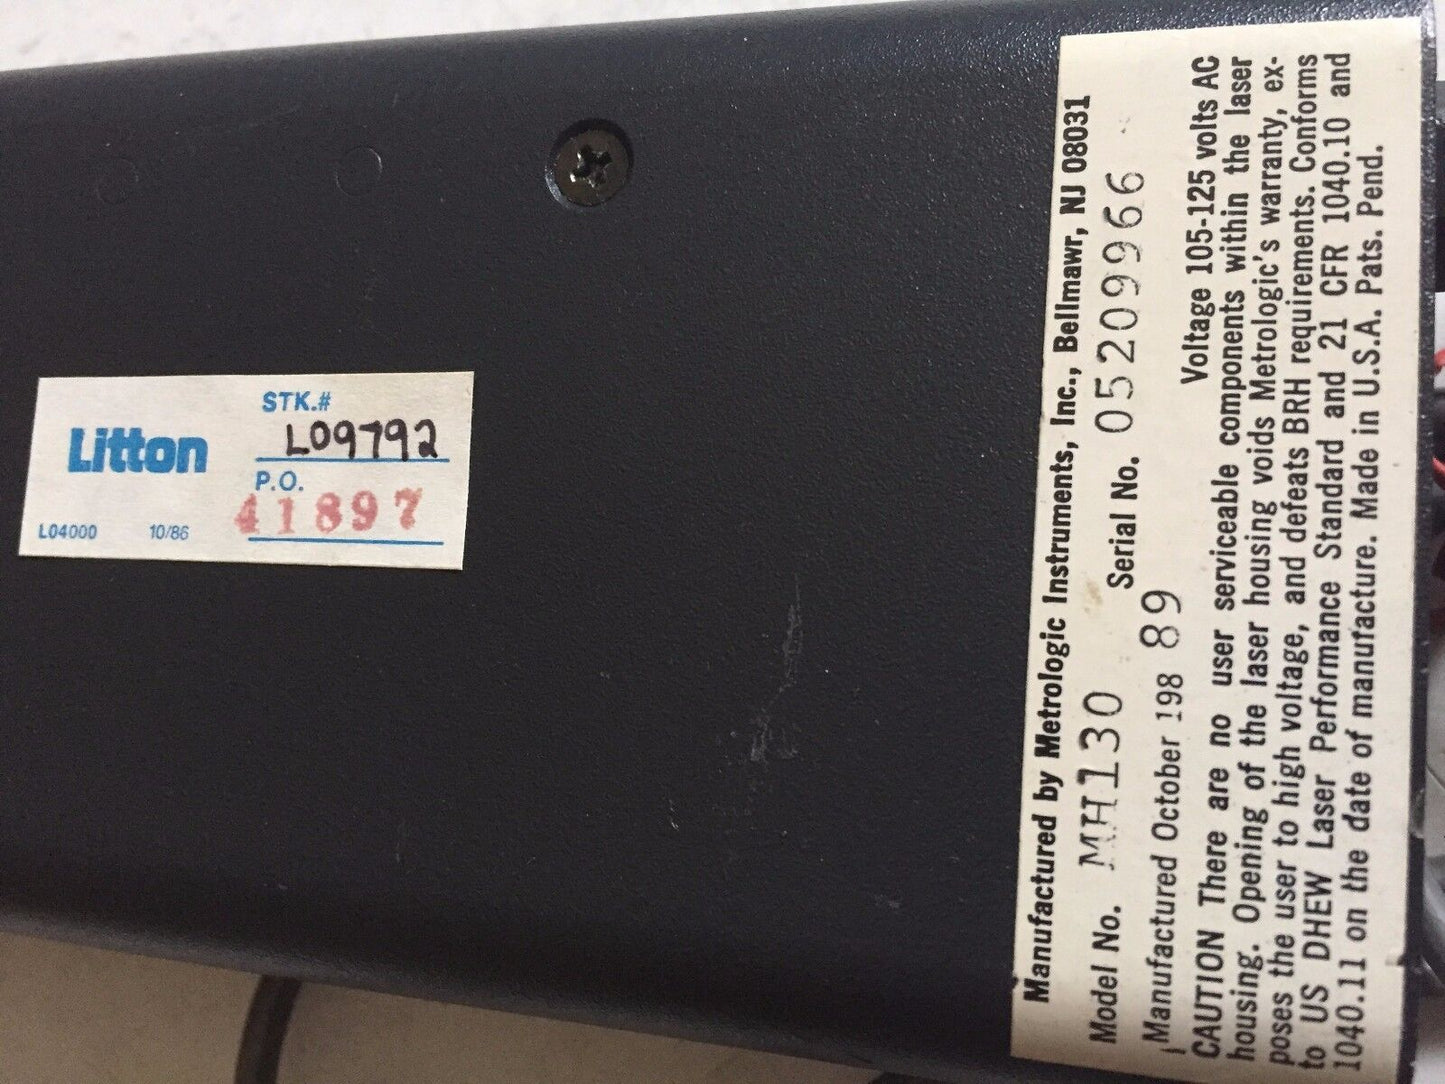 Litton
STK.# L09792
P.O. 41897
L04000 10/86
Manufactured by Metrologic Instruments, Inc., Bellmawr, NJ 08031
Model No. MH130 Serial No. 05209966
Manufactured October 198 89
Voltage 105-125 volts AC
CAUTION There are no user serviceable components within the laser
housing. Opening of the laser housing voids Metrologic's warranty, ex-
poses the user to high voltage, and defeats BRH requirements. Conforms
to US DHEW Laser Performance Standard and 21 CFR 1040.10 and
1040.11 on the date of manufacture. Made in U.S.A. Pats. Pend.